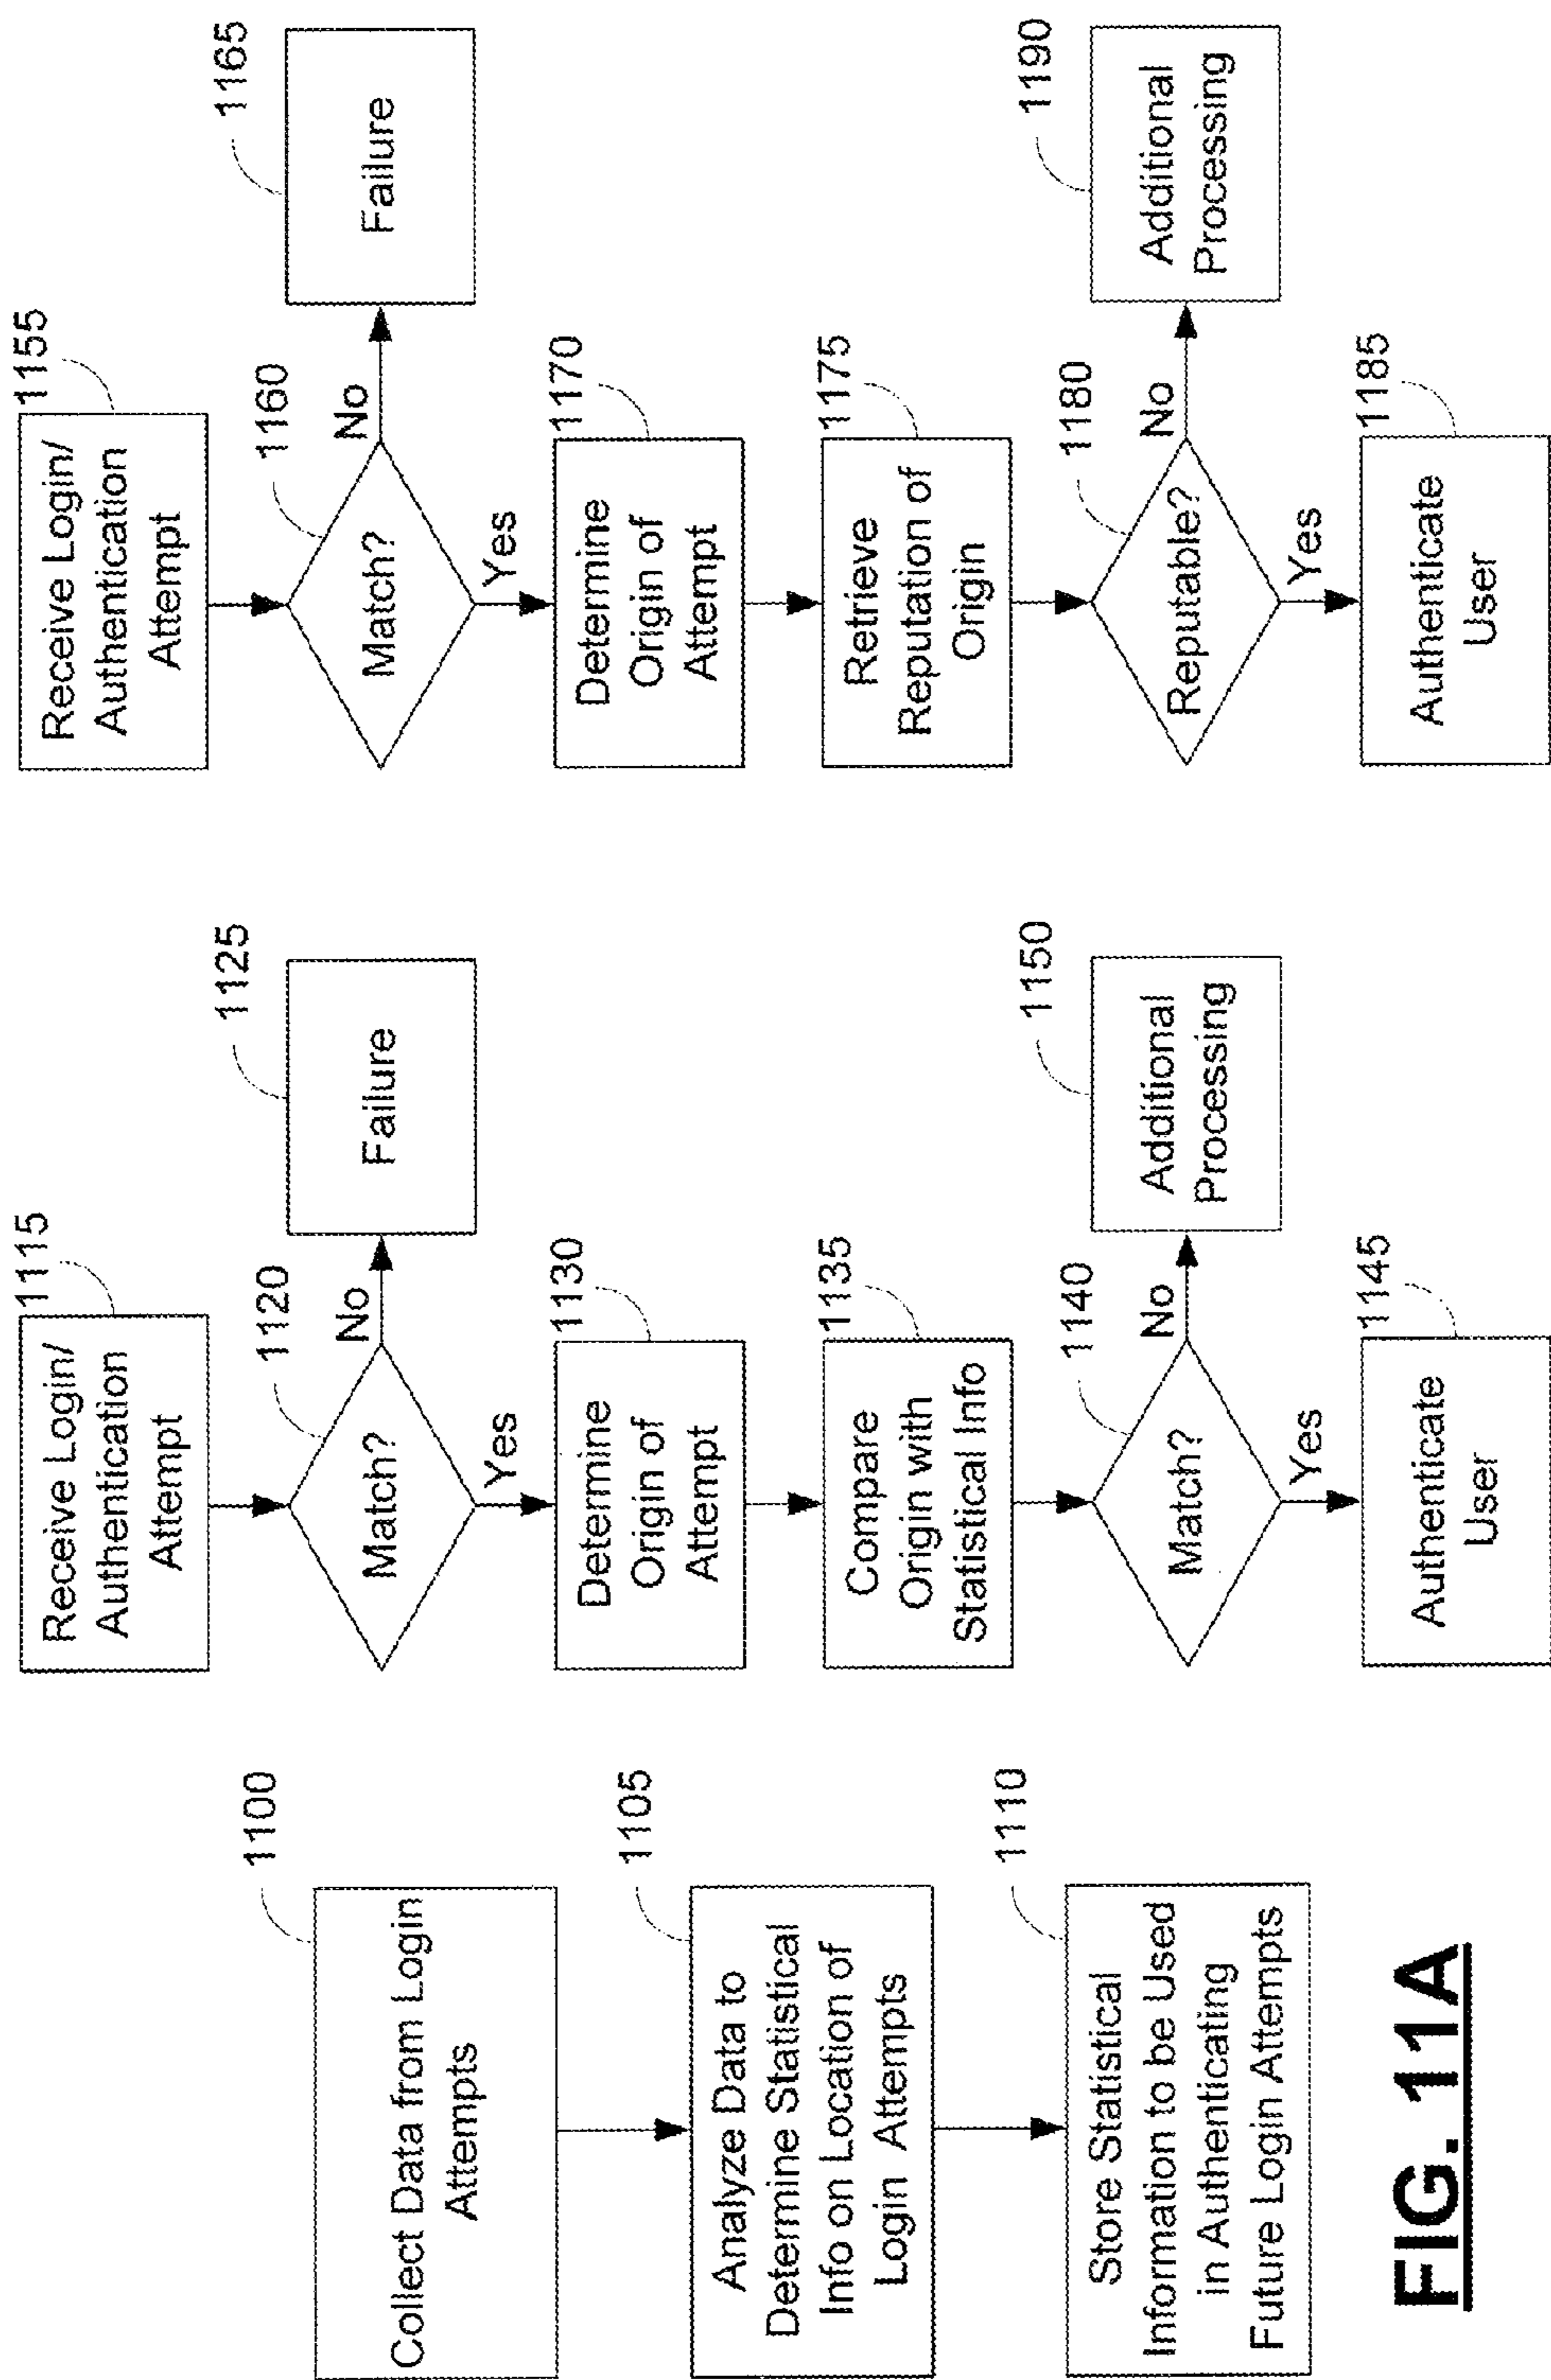 1100
Collect Data from Login
Attempts
1105
Analyze Data to
Determine Statistical
Info on Location of
Login Attempts
1110
Store Statistical
Information to be Used
in Authenticating
Future Login Attempts
FIG. 11A
1115
Receive Login/
Authentication
Attempt
1120
Match?
No
1125
Failure
Yes
1130
Determine
Origin of
Attempt
1135
Compare
Origin with
Statistical Info
1140
Match?
No
1150
Additional
Processing
Yes
1145
Authenticate
User
1155
Receive Login/
Authentication
Attempt
1160
Match?
No
1165
Failure
Yes
1170
Determine
Origin of
Attempt
1175
Retrieve
Reputation of
Origin
1180
Reputable?
No
1190
Additional
Processing
Yes
1185
Authenticate
User